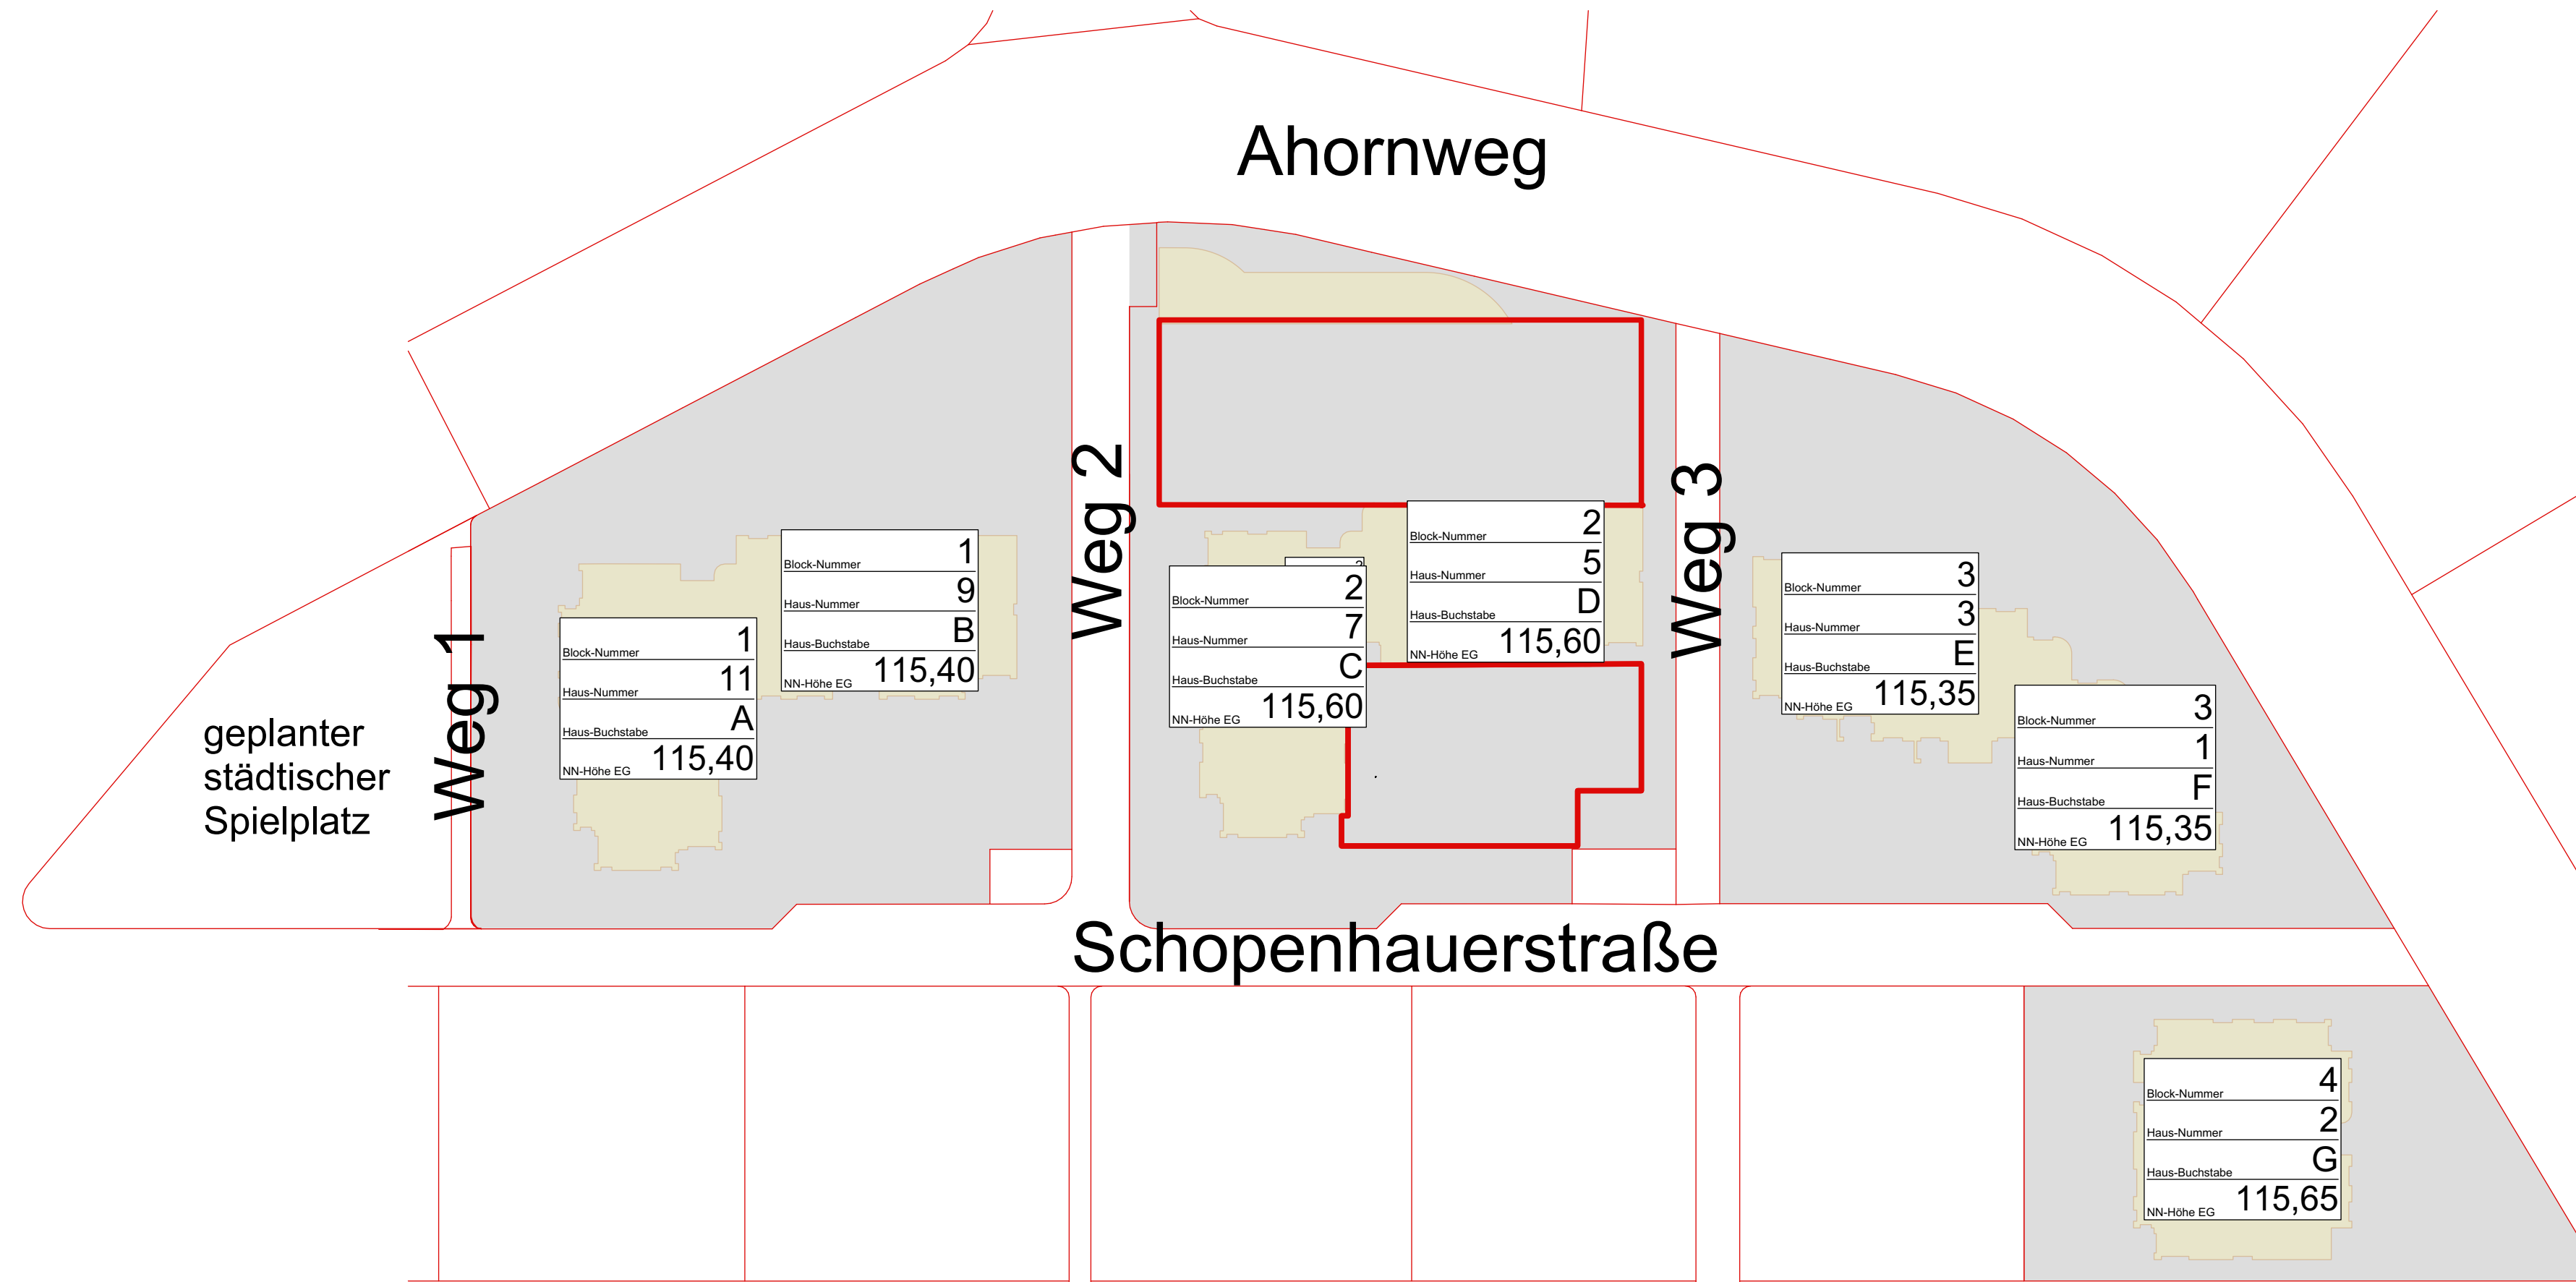 Ahornweg
Weg 1
Weg 2
Weg 3
geplanter
städtischer
Spielplatz
Block-Nummer 1
Haus-Nummer 11
Haus-Buchstabe A
NN-Höhe EG 115,40
Block-Nummer 1
Haus-Nummer 9
Haus-Buchstabe B
NN-Höhe EG 115,40
Block-Nummer 2
Haus-Nummer 7
Haus-Buchstabe C
NN-Höhe EG 115,60
Block-Nummer 2
Haus-Nummer 5
Haus-Buchstabe D
NN-Höhe EG 115,60
Block-Nummer 3
Haus-Nummer 3
Haus-Buchstabe E
NN-Höhe EG 115,35
Block-Nummer 3
Haus-Nummer 1
Haus-Buchstabe F
NN-Höhe EG 115,35
Schopenhauerstraße
Block-Nummer 4
Haus-Nummer 2
Haus-Buchstabe G
NN-Höhe EG 115,65